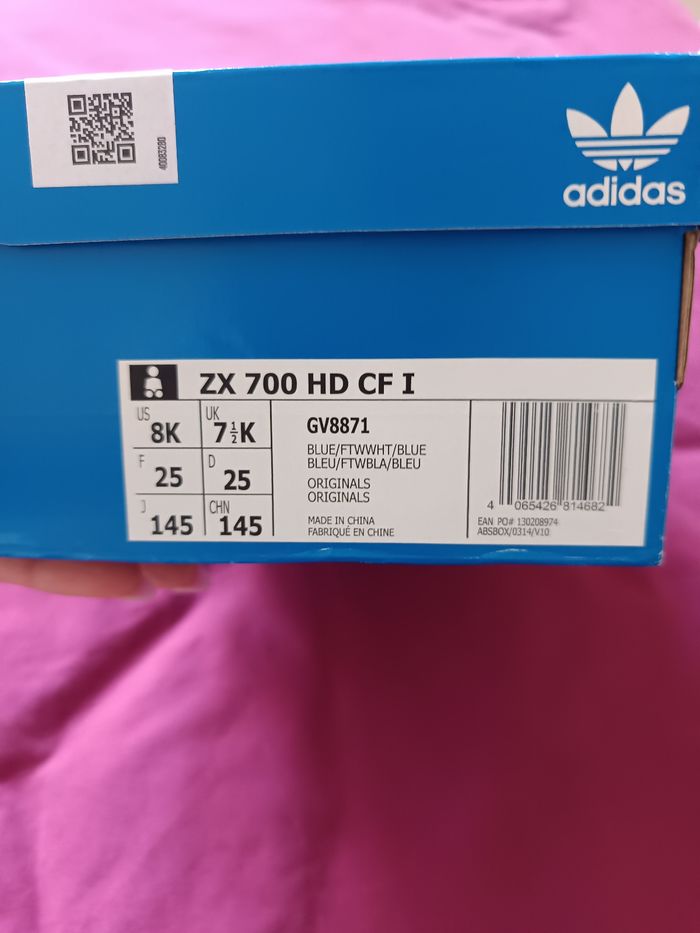 40083280
adidas
ZX 700 HD CF I
US 8K
UK 7½K
F 25
D 25
J 145
CHN 145
GV8871
BLUE/FTWWHT/BLUE
BLEU/FTWBLA/BLEU
ORIGINALS
ORIGINALS
MADE IN CHINA
FABRIQUÉ EN CHINE
4 065426 814682
EAN PO# 130208974
ABSBOX/0314/V10